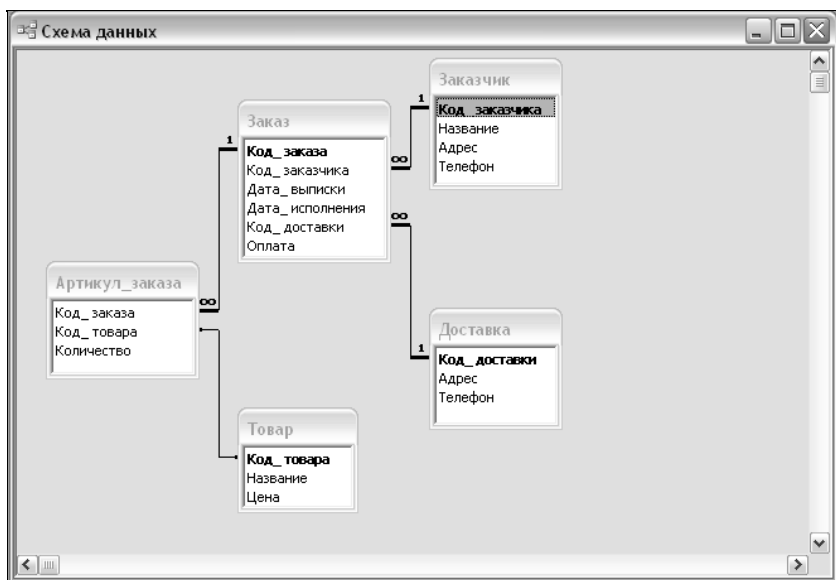 Схема данных
Заказчик
Код_заказчика
Название
Адрес
Телефон
Заказ
Код_заказа
Код_заказчика
Дата_выписки
Дата_исполнения
Код_доставки
Оплата
1
∞
1
∞
Артикул_заказа
Код_заказа
Код_товара
Количество
∞
Доставка
Код_доставки
Адрес
Телефон
1
Товар
Код_товара
Название
Цена